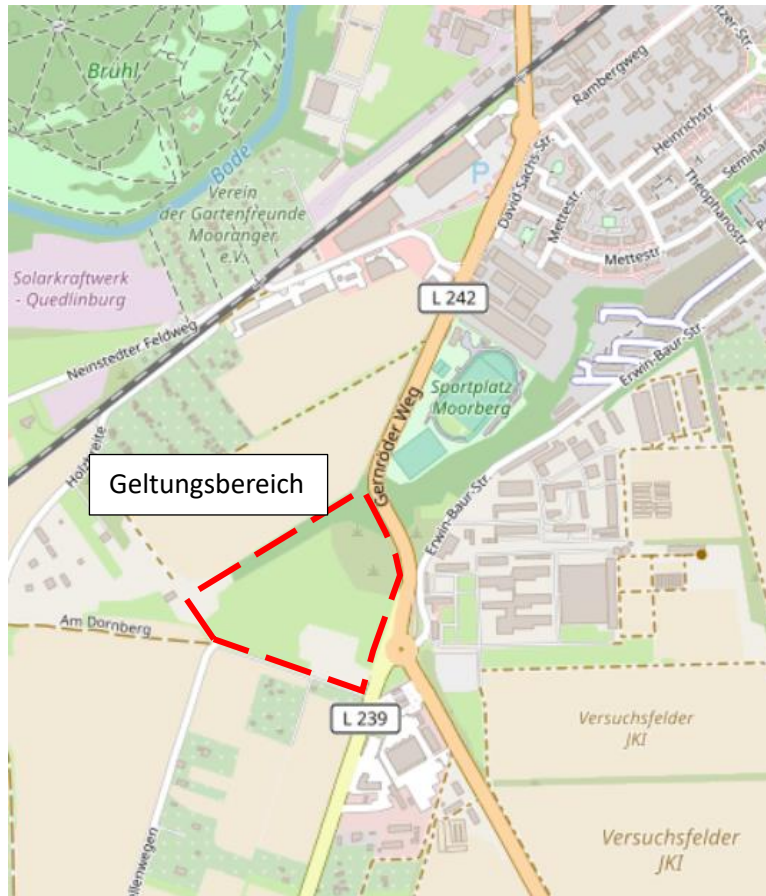 Brühl
Bode
Verein
der Gartenfreunde
Mooranger
e.V.
Solarkraftwerk
- Quedlinburg
Neinstedter Feldweg
P
Rambergweg
Heinrichstr
David-Sachs-Str.
Mettestr.
Mettestr
Theophanostr
L 242
Sportplatz
Moorberg
Erwin-Baur-Str.
Gernröder Weg
Geltungsbereich
Erwin-Baur-Str.
Am Dornberg
L 239
Versuchsfelder
JKI
Versuchsfelder
JKI